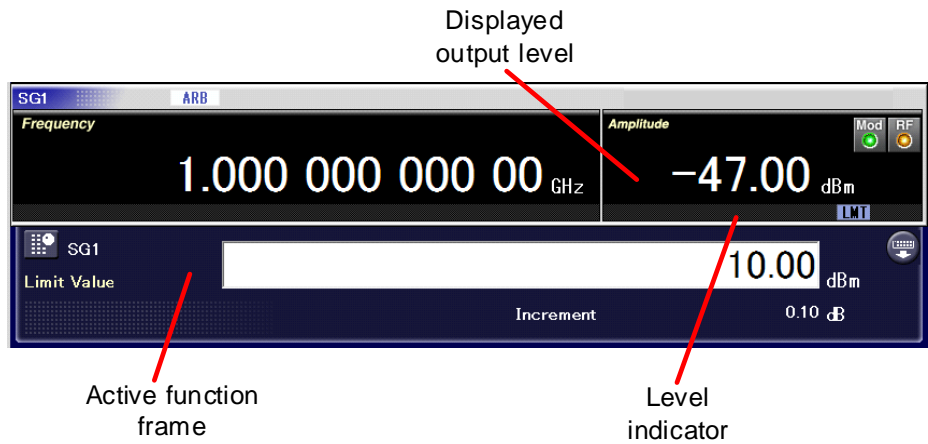 Displayed
output level
SG1 ARB
Frequency
Amplitude
Mod RF
1.000 000 000 00 GHz
-47.00 dBm
LMT
SG1
Limit Value
10.00 dBm
Increment 0.10 dB
Active function
frame
Level
indicator